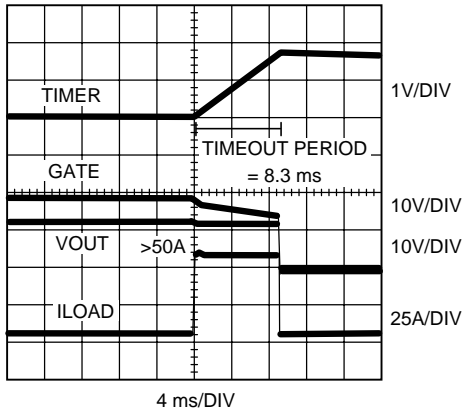 TIMER
1V/DIV
TIMEOUT PERIOD
= 8.3 ms
GATE
10V/DIV
VOUT
>50A
10V/DIV
ILOAD
25A/DIV
4 ms/DIV